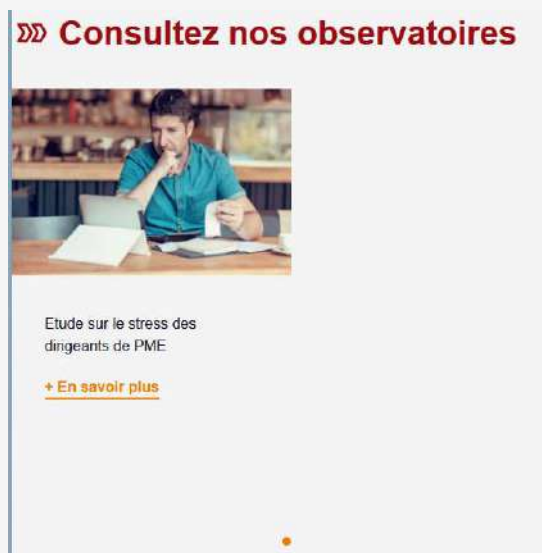 Consultez nos observatoires
Etude sur le stress des
dirigeants de PME
+ En savoir plus